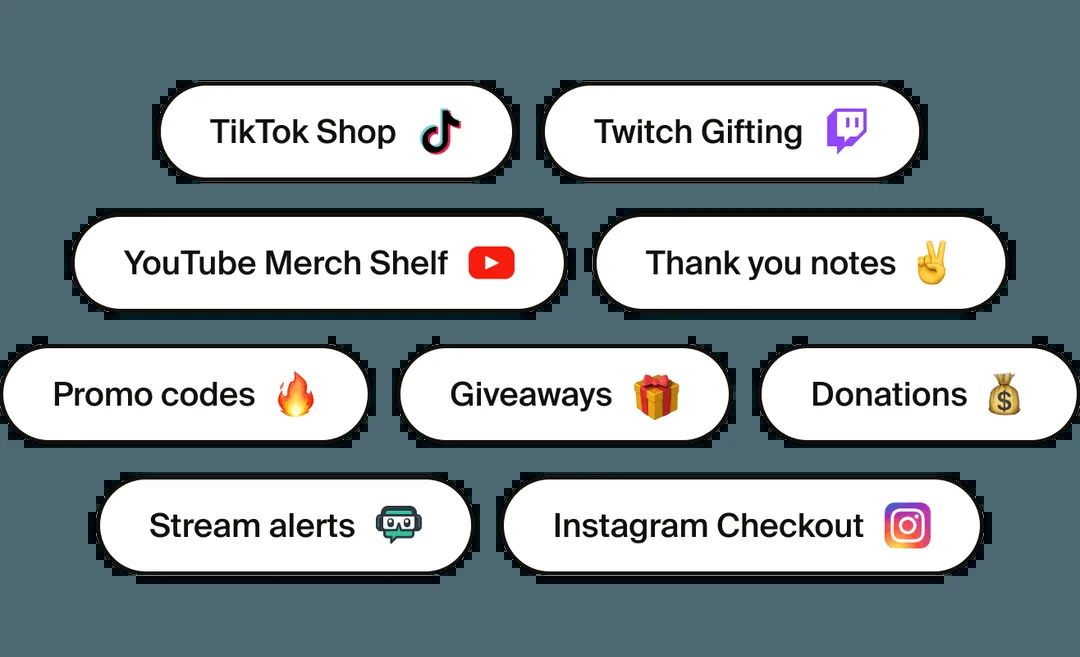 TikTok Shop
Twitch Gifting
YouTube Merch Shelf
Thank you notes
Promo codes
Giveaways
Donations
Stream alerts
Instagram Checkout